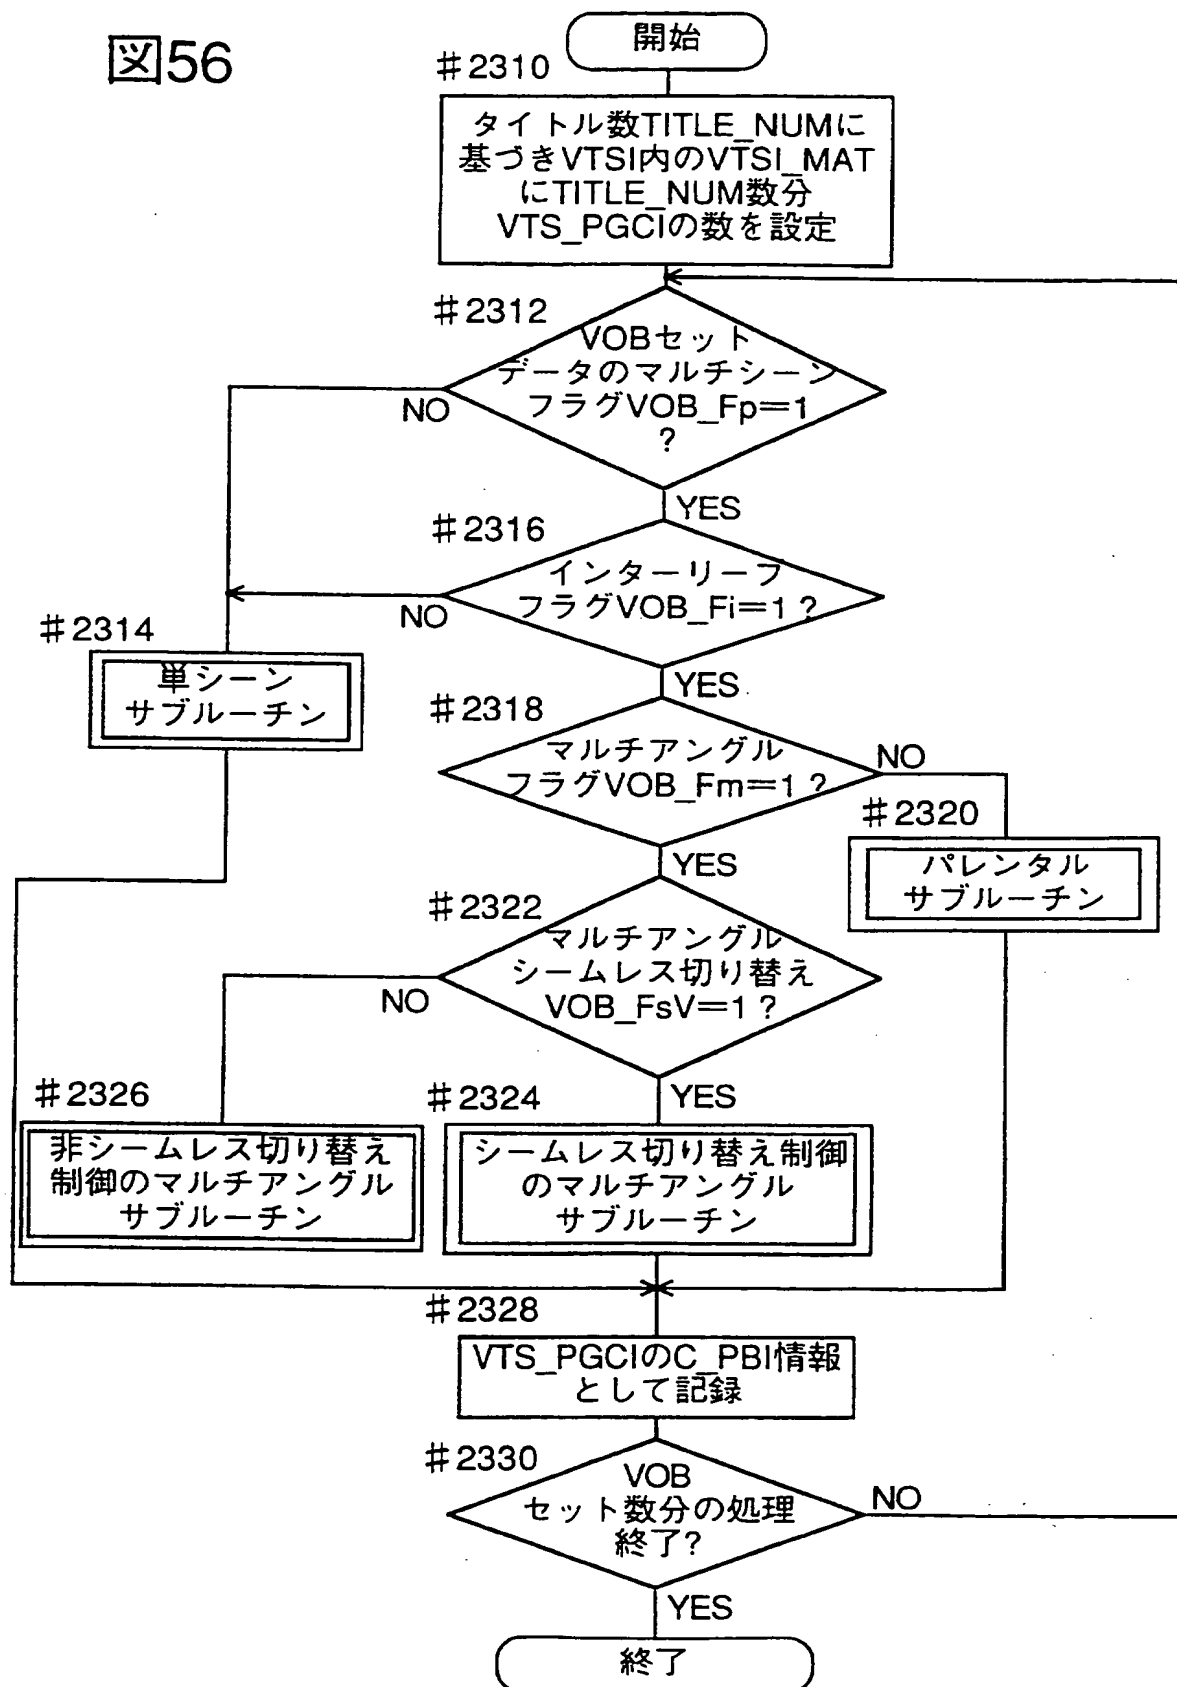 図56
開始
#2310
タイトル数TITLE_NUMに
基づきVTSI内のVTSI_MAT
にTITLE_NUM数分
VTS_PGCIの数を設定
#2312
VOBセット
データのマルチシーン
フラグVOB_Fp=1
?
NO
YES
#2316
インターリーフ
フラグVOB_Fi=1?
NO
YES
#2314
単シーン
サブルーチン
#2318
マルチアングル
フラグVOB_Fm=1?
NO
YES
#2320
パレンタル
サブルーチン
#2322
マルチアングル
シームレス切り替え
VOB_FsV=1?
NO
YES
#2326
非シームレス切り替え
制御のマルチアングル
サブルーチン
#2324
シームレス切り替え制御
のマルチアングル
サブルーチン
#2328
VTS_PGCIのC_PBI情報
として記録
#2330
VOB
セット数分の処理
終了?
NO
YES
終了